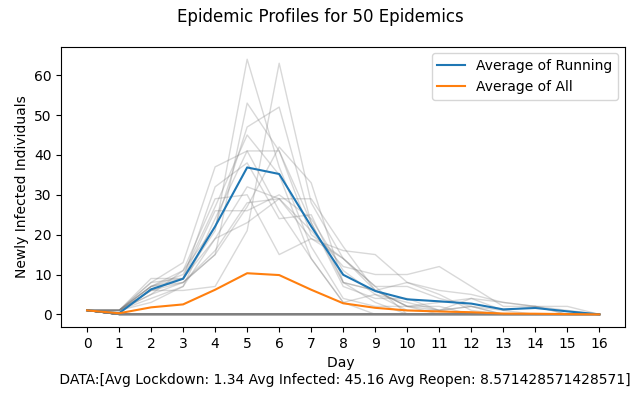 Epidemic Profiles for 50 Epidemics
Average of Running
Average of All
Newly Infected Individuals
60
50
40
30
20
10
0
0 1 2 3 4 5 6 7 8 9 10 11 12 13 14 15 16
Day
DATA:[Avg Lockdown: 1.34 Avg Infected: 45.16 Avg Reopen: 8.571428571428571]